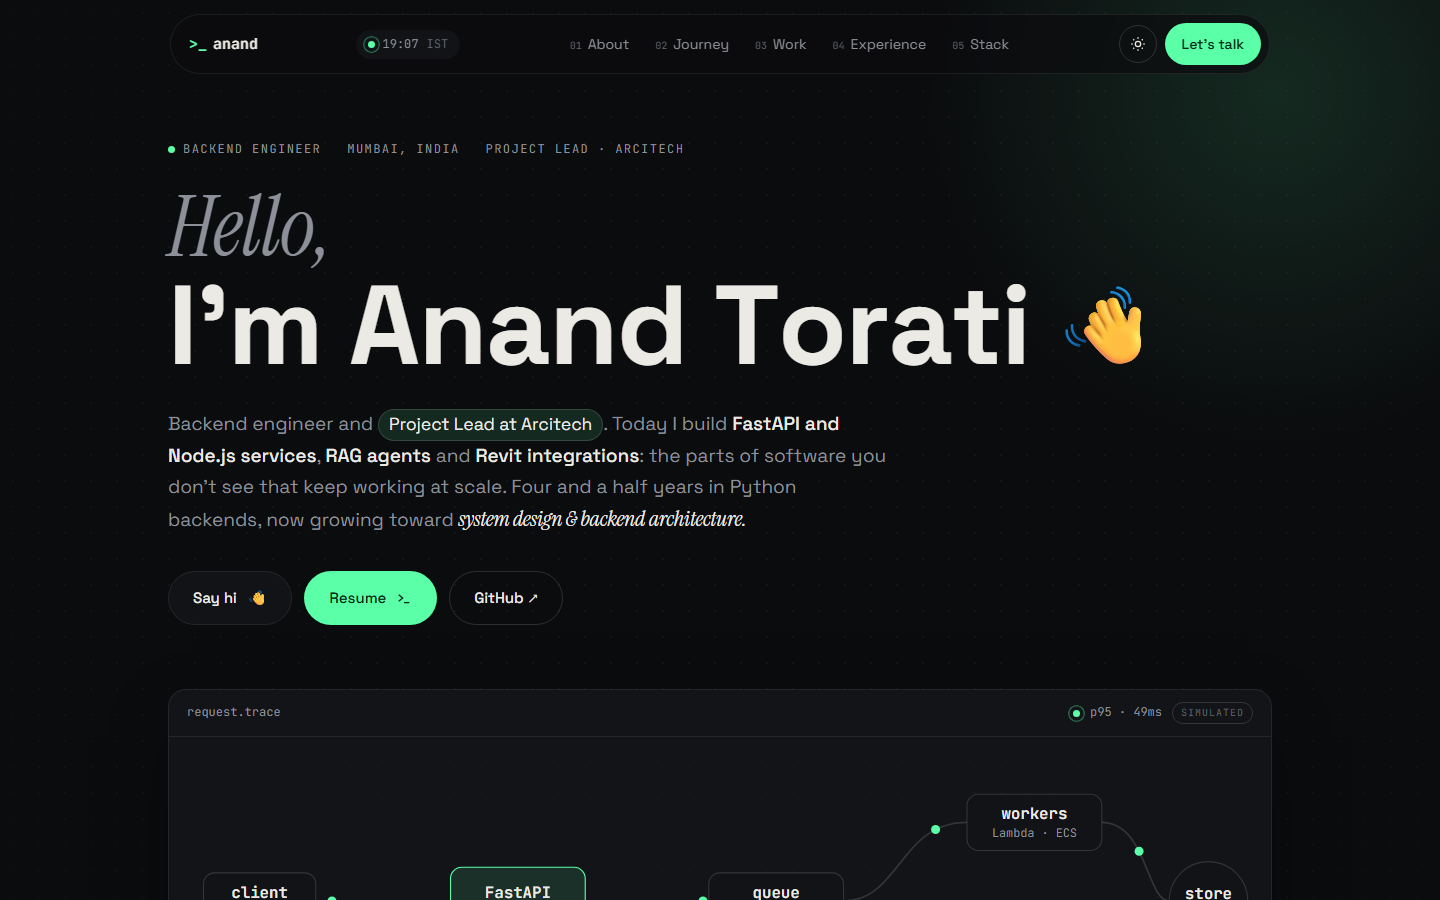 >_ anand
19:07 IST
01 About
02 Journey
03 Work
04 Experience
05 Stack
Let's talk
BACKEND ENGINEER MUMBAI, INDIA PROJECT LEAD · ARCITECH
Hello,
I'm Anand Torati
Backend engineer and Project Lead at Arcitech. Today I build FastAPI and
Node.js services, RAG agents and Revit integrations: the parts of software you
don't see that keep working at scale. Four and a half years in Python
backends, now growing toward system design & backend architecture.
Say hi
Resume >_
GitHub ↗
request.trace
p95 · 49ms
SIMULATED
workers
Lambda · ECS
client
FastAPI
queue
store